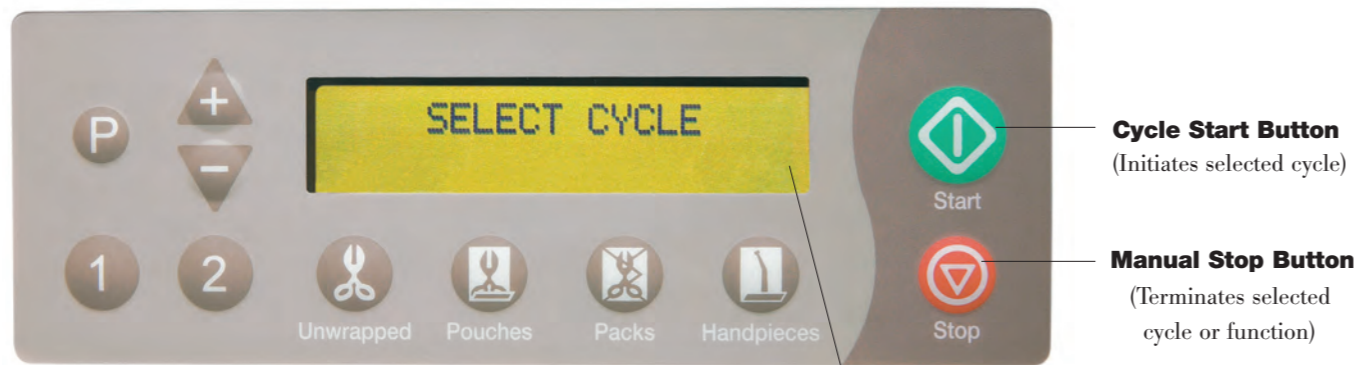 SELECT CYCLE
P
+
−
1
2
Unwrapped
Pouches
Packs
Handpieces
Start
Stop
Cycle Start Button
(Initiates selected cycle)
Manual Stop Button
(Terminates selected
cycle or function)